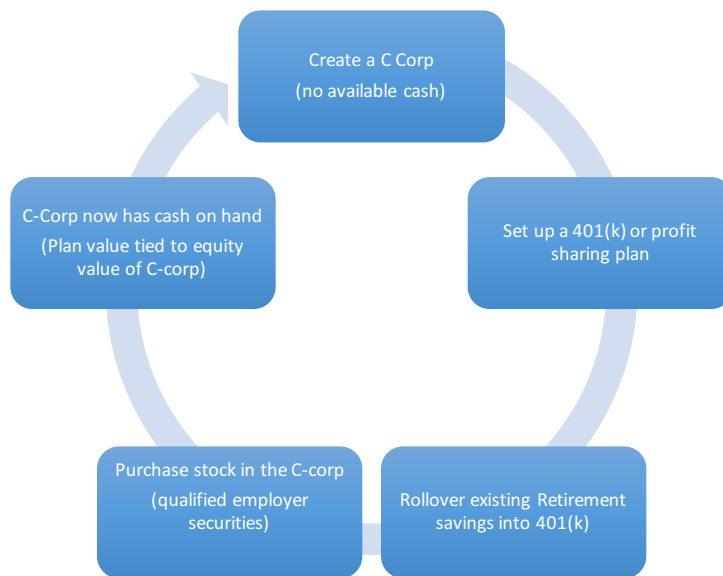 Create a C Corp
(no available cash)
Set up a 401(k) or profit
sharing plan
Rollover existing Retirement
savings into 401(k)
Purchase stock in the C-corp
(qualified employer
securities)
C-Corp now has cash on hand
(Plan value tied to equity
value of C-corp)